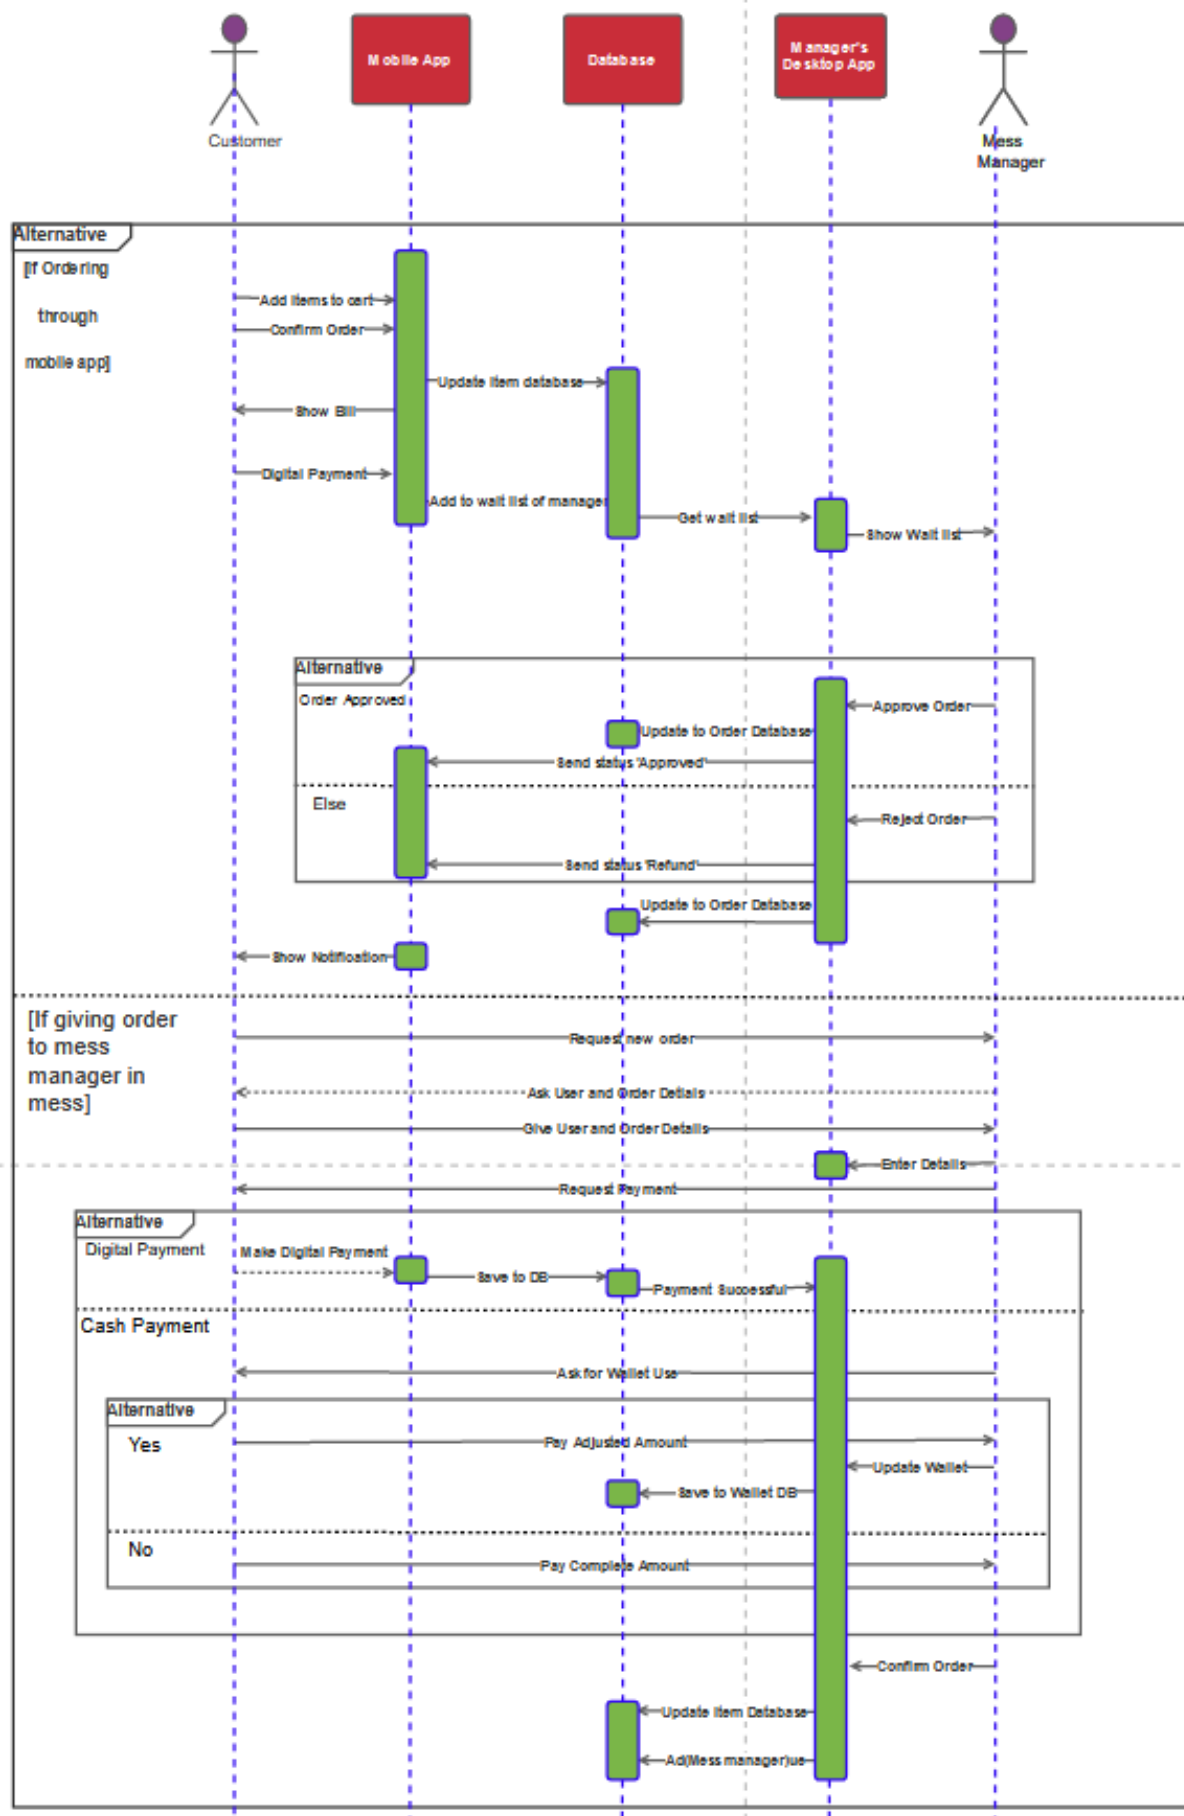 Customer
Mobile App
Database
Manager's
Desktop App
Mess
Manager
Alternative
[If Ordering
through
mobile app]
Add items to cart
Confirm Order
Update item database
Show Bill
Digital Payment
Add to wait list of manager
Get wait list
Show Wait list
Alternative
Order Approved
Approve Order
Update to Order Database
Send status 'Approved'
Else
Reject Order
Send status 'Refund'
Update to Order Database
Show Notification
[If giving order
to mess
manager in
mess]
Request new order
Ask User and Order Detials
Give User and Order Details
Enter Details
Request Payment
Alternative
Digital Payment
Make Digital Payment
Save to DB
Payment Successful
Cash Payment
Ask for Wallet Use
Alternative
Yes
Pay Adjusted Amount
Update Wallet
Save to Wallet DB
No
Pay Complete Amount
Confirm Order
Update Item Database
Ad(Mess manager)ue